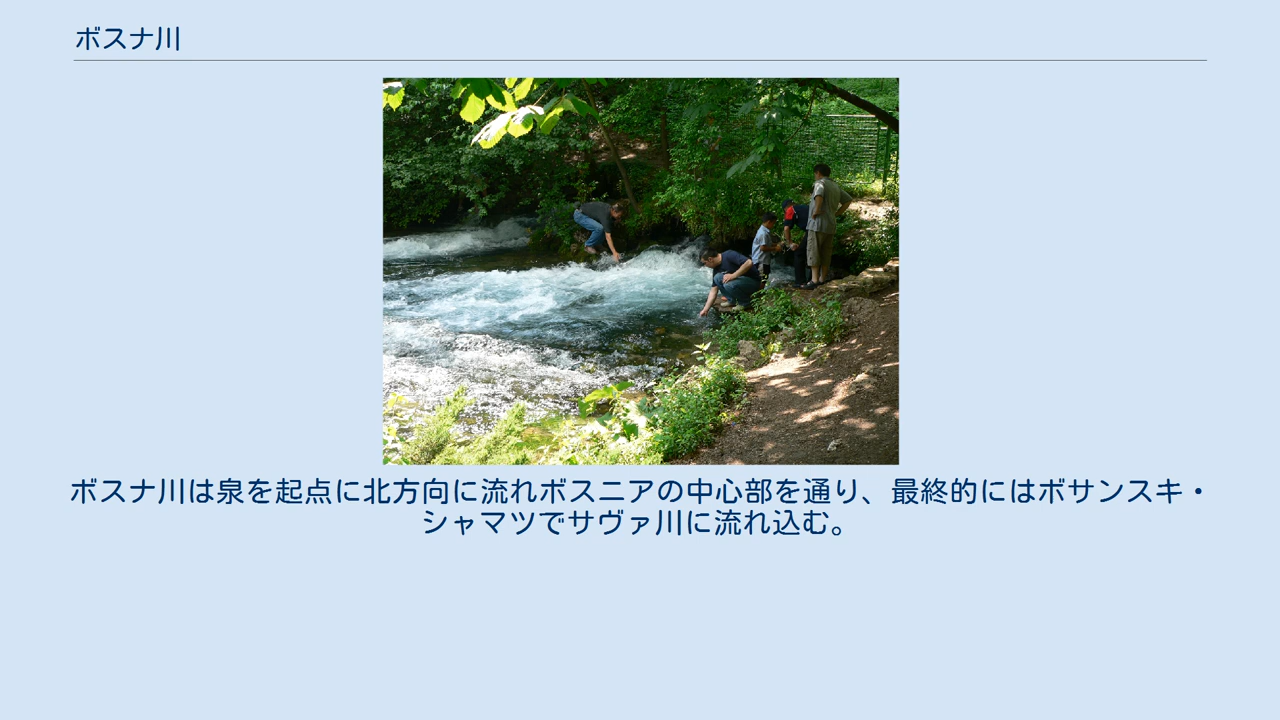 ボスナ川
ボスナ川は泉を起点に北方向に流れボスニアの中心部を通り、最終的にはボサンスキ・
シャマツでサヴァ川に流れ込む。